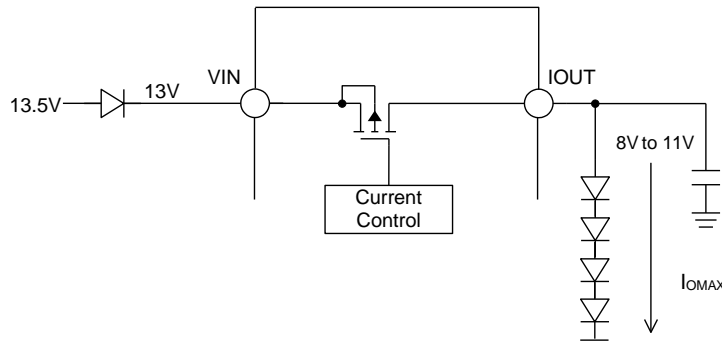 VIN
IOUT
13.5V
13V
8V to 11V
Current
Control
IOMAX